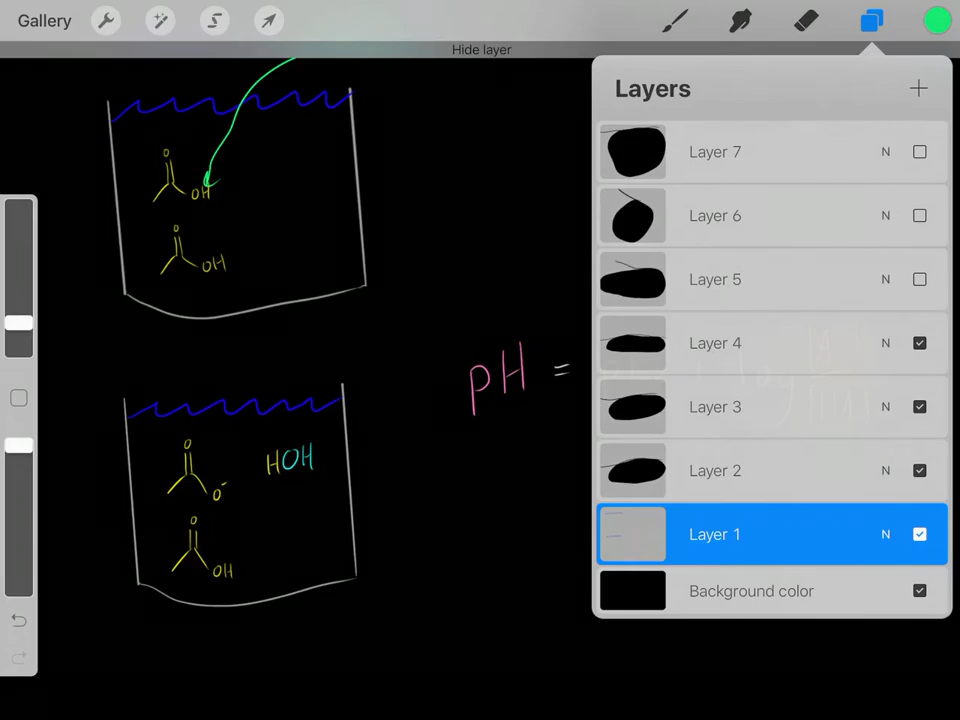 Gallery
Hide layer
Layers
Layer 7 N
Layer 6 N
Layer 5 N
Layer 4 N
Layer 3 N
Layer 2 N
Layer 1 N
Background color
O
OH
O
OH
pH =
O
O⁻
HOH
O
OH